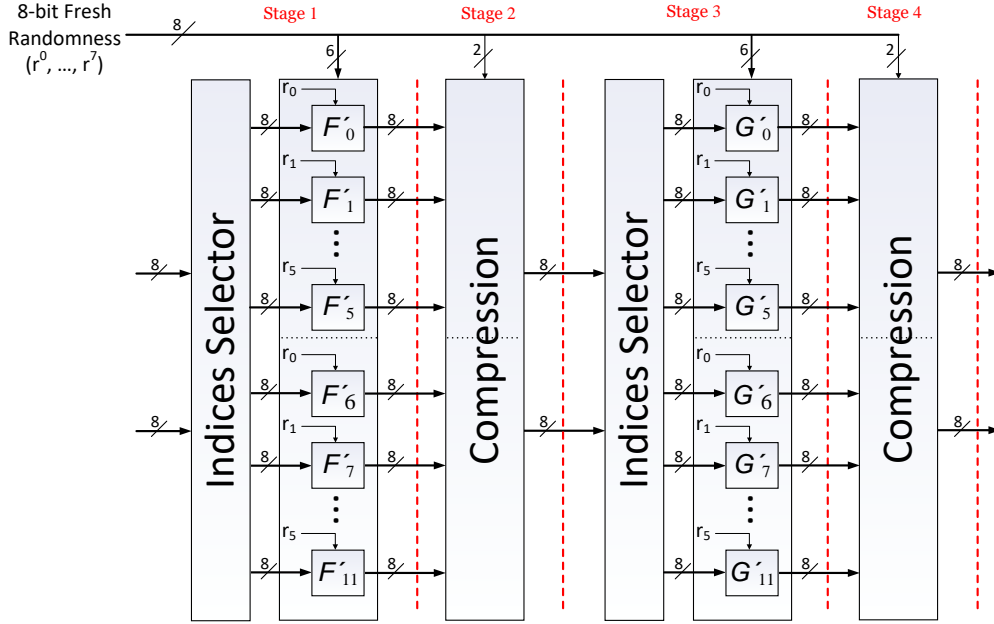 8-bit Fresh
Randomness
(r⁰, ..., r⁷)
8
Stage 1
Stage 2
Stage 3
Stage 4
6
2
6
2
Indices Selector
8
8
r₀
F′₀
8
8
r₁
F′₁
8
8
r₅
F′₅
8
8
r₀
F′₆
8
8
r₁
F′₇
8
8
r₅
F′₁₁
8
8
8
Compression
8
8
Indices Selector
8
r₀
G′₀
8
8
r₁
G′₁
8
8
r₅
G′₅
8
8
r₀
G′₆
8
8
r₁
G′₇
8
8
r₅
G′₁₁
8
Compression
8
8